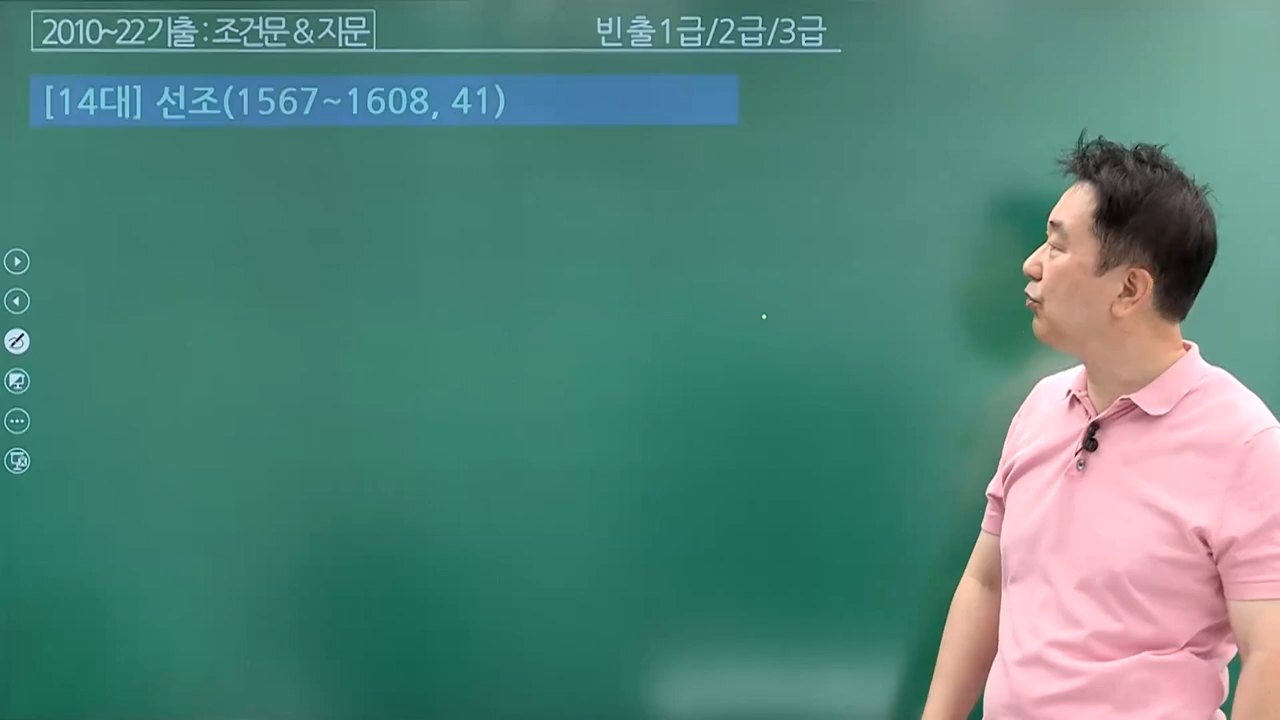 2010~22기출 : 조건문 & 지문
빈출1급/2급/3급
[14대] 선조(1567~1608, 41)